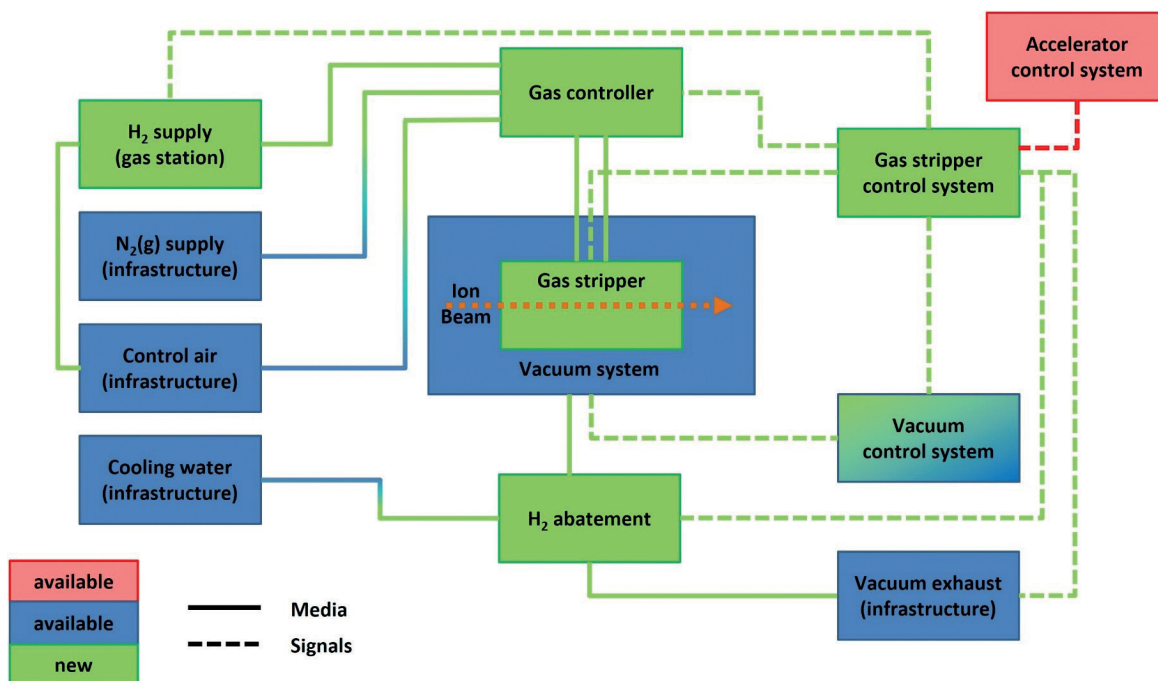 Accelerator
control system
Gas controller
H₂ supply
(gas station)
Gas stripper
control system
N₂(g) supply
(infrastructure)
Gas stripper
Ion
Beam
Control air
(infrastructure)
Vacuum system
Vacuum
control system
Cooling water
(infrastructure)
H₂ abatement
Vacuum exhaust
(infrastructure)
available
available
new
Media
Signals